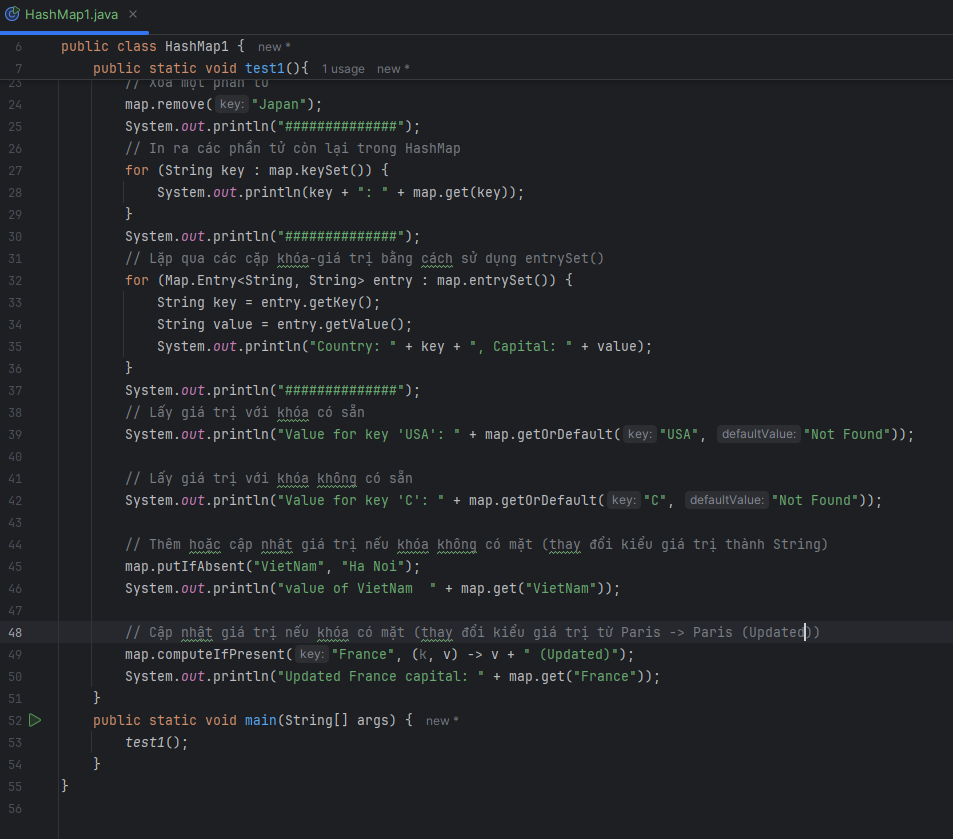 HashMap1.java
6 public class HashMap1 { new *
7 public static void test1(){ 1 usage new *
23 // Xóa một phần tử
24 map.remove( key: "Japan");
25 System.out.println("##############");
26 // In ra các phần tử còn lại trong HashMap
27 for (String key : map.keySet()) {
28 System.out.println(key + ": " + map.get(key));
29 }
30 System.out.println("##############");
31 // Lặp qua các cặp khóa-giá trị bằng cách sử dụng entrySet()
32 for (Map.Entry<String, String> entry : map.entrySet()) {
33 String key = entry.getKey();
34 String value = entry.getValue();
35 System.out.println("Country: " + key + ", Capital: " + value);
36 }
37 System.out.println("##############");
38 // Lấy giá trị với khóa có sẵn
39 System.out.println("Value for key 'USA': " + map.getOrDefault( key: "USA", defaultValue: "Not Found"));
40
41 // Lấy giá trị với khóa không có sẵn
42 System.out.println("Value for key 'C': " + map.getOrDefault( key: "C", defaultValue: "Not Found"));
43
44 // Thêm hoặc cập nhật giá trị nếu khóa không có mặt (thay đổi kiểu giá trị thành String)
45 map.putIfAbsent("VietNam", "Ha Noi");
46 System.out.println("value of VietNam  " + map.get("VietNam"));
47
48 // Cập nhật giá trị nếu khóa có mặt (thay đổi kiểu giá trị từ Paris -> Paris (Updated))
49 map.computeIfPresent( key: "France", (k, v) -> v + " (Updated)");
50 System.out.println("Updated France capital: " + map.get("France"));
51 }
52 public static void main(String[] args) { new *
53 test1();
54 }
55 }
56